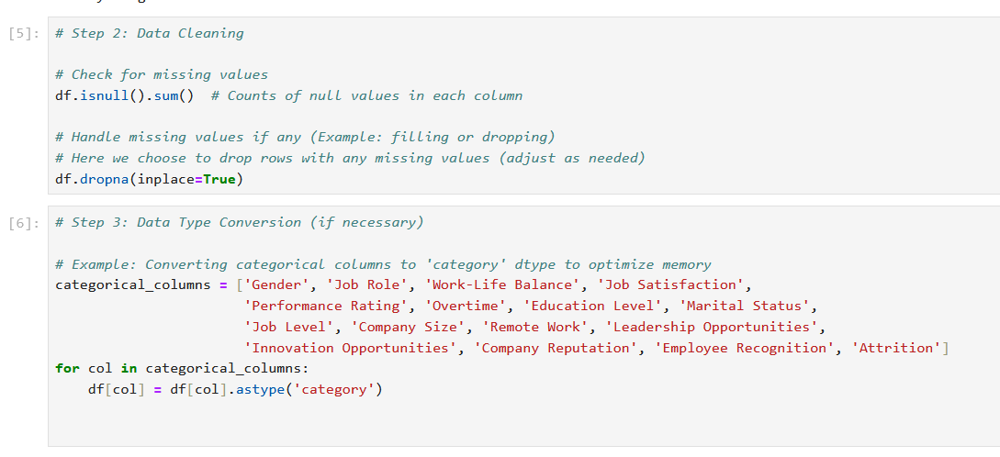 [5]: # Step 2: Data Cleaning
# Check for missing values
df.isnull().sum()  # Counts of null values in each column
# Handle missing values if any (Example: filling or dropping)
# Here we choose to drop rows with any missing values (adjust as needed)
df.dropna(inplace=True)
[6]: # Step 3: Data Type Conversion (if necessary)
# Example: Converting categorical columns to 'category' dtype to optimize memory
categorical_columns = ['Gender', 'Job Role', 'Work-Life Balance', 'Job Satisfaction',
                       'Performance Rating', 'Overtime', 'Education Level', 'Marital Status',
                       'Job Level', 'Company Size', 'Remote Work', 'Leadership Opportunities',
                       'Innovation Opportunities', 'Company Reputation', 'Employee Recognition', 'Attrition']
for col in categorical_columns:
    df[col] = df[col].astype('category')